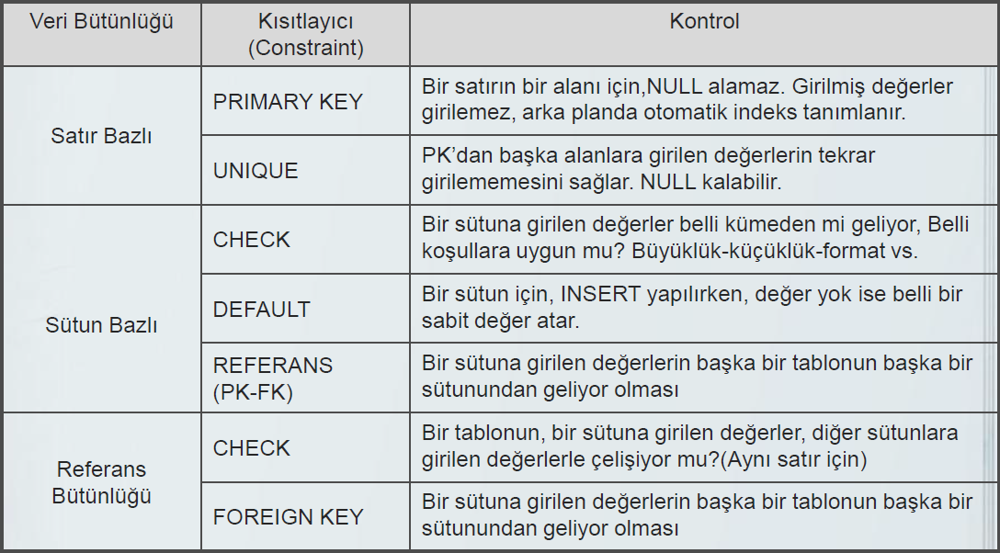 Veri Bütünlüğü
Kısıtlayıcı
(Constraint)
Kontrol
Satır Bazlı
PRIMARY KEY
Bir satırın bir alanı için,NULL alamaz. Girilmiş değerler
girilemez, arka planda otomatik indeks tanımlanır.
UNIQUE
PK’dan başka alanlara girilen değerlerin tekrar
girilememesini sağlar. NULL kalabilir.
Sütun Bazlı
CHECK
Bir sütuna girilen değerler belli kümeden mi geliyor, Belli
koşullara uygun mu? Büyüklük-küçüklük-format vs.
DEFAULT
Bir sütun için, INSERT yapılırken, değer yok ise belli bir
sabit değer atar.
REFERANS
(PK-FK)
Bir sütuna girilen değerlerin başka bir tablonun başka bir
sütunundan geliyor olması
Referans
Bütünlüğü
CHECK
Bir tablonun, bir sütuna girilen değerler, diğer sütunlara
girilen değerlerle çelişiyor mu?(Aynı satır için)
FOREIGN KEY
Bir sütuna girilen değerlerin başka bir tablonun başka bir
sütunundan geliyor olması